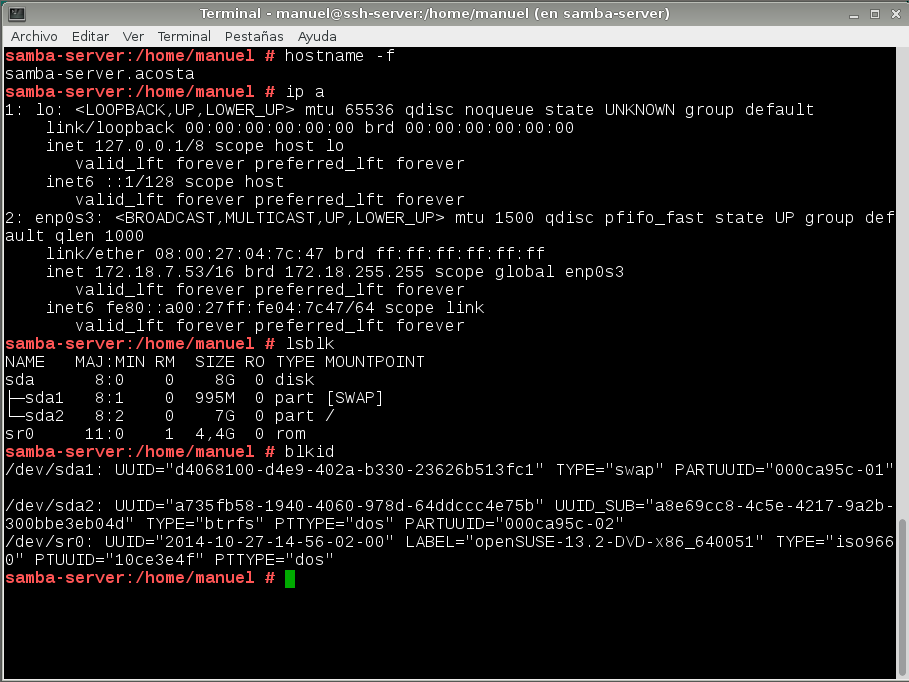 Terminal - manuel@ssh-server:/home/manuel (en samba-server)
Archivo Editar Ver Terminal Pestañas Ayuda
samba-server:/home/manuel # hostname -f
samba-server.acosta
samba-server:/home/manuel # ip a
1: lo: <LOOPBACK,UP,LOWER_UP> mtu 65536 qdisc noqueue state UNKNOWN group default
    link/loopback 00:00:00:00:00:00 brd 00:00:00:00:00:00
    inet 127.0.0.1/8 scope host lo
       valid_lft forever preferred_lft forever
    inet6 ::1/128 scope host
       valid_lft forever preferred_lft forever
2: enp0s3: <BROADCAST,MULTICAST,UP,LOWER_UP> mtu 1500 qdisc pfifo_fast state UP group def
ault qlen 1000
    link/ether 08:00:27:04:7c:47 brd ff:ff:ff:ff:ff:ff
    inet 172.18.7.53/16 brd 172.18.255.255 scope global enp0s3
       valid_lft forever preferred_lft forever
    inet6 fe80::a00:27ff:fe04:7c47/64 scope link
       valid_lft forever preferred_lft forever
samba-server:/home/manuel # lsblk
NAME   MAJ:MIN RM  SIZE RO TYPE MOUNTPOINT
sda      8:0    0    8G  0 disk
├─sda1   8:1    0  995M  0 part [SWAP]
└─sda2   8:2    0    7G  0 part /
sr0     11:0    1  4,4G  0 rom
samba-server:/home/manuel # blkid
/dev/sda1: UUID="d4068100-d4e9-402a-b330-23626b513fc1" TYPE="swap" PARTUUID="000ca95c-01"
/dev/sda2: UUID="a735fb58-1940-4060-978d-64ddccc4e75b" UUID_SUB="a8e69cc8-4c5e-4217-9a2b-
300bbe3eb04d" TYPE="btrfs" PTTYPE="dos" PARTUUID="000ca95c-02"
/dev/sr0: UUID="2014-10-27-14-56-02-00" LABEL="openSUSE-13.2-DVD-x86_640051" TYPE="iso966
0" PTUUID="10ce3e4f" PTTYPE="dos"
samba-server:/home/manuel #